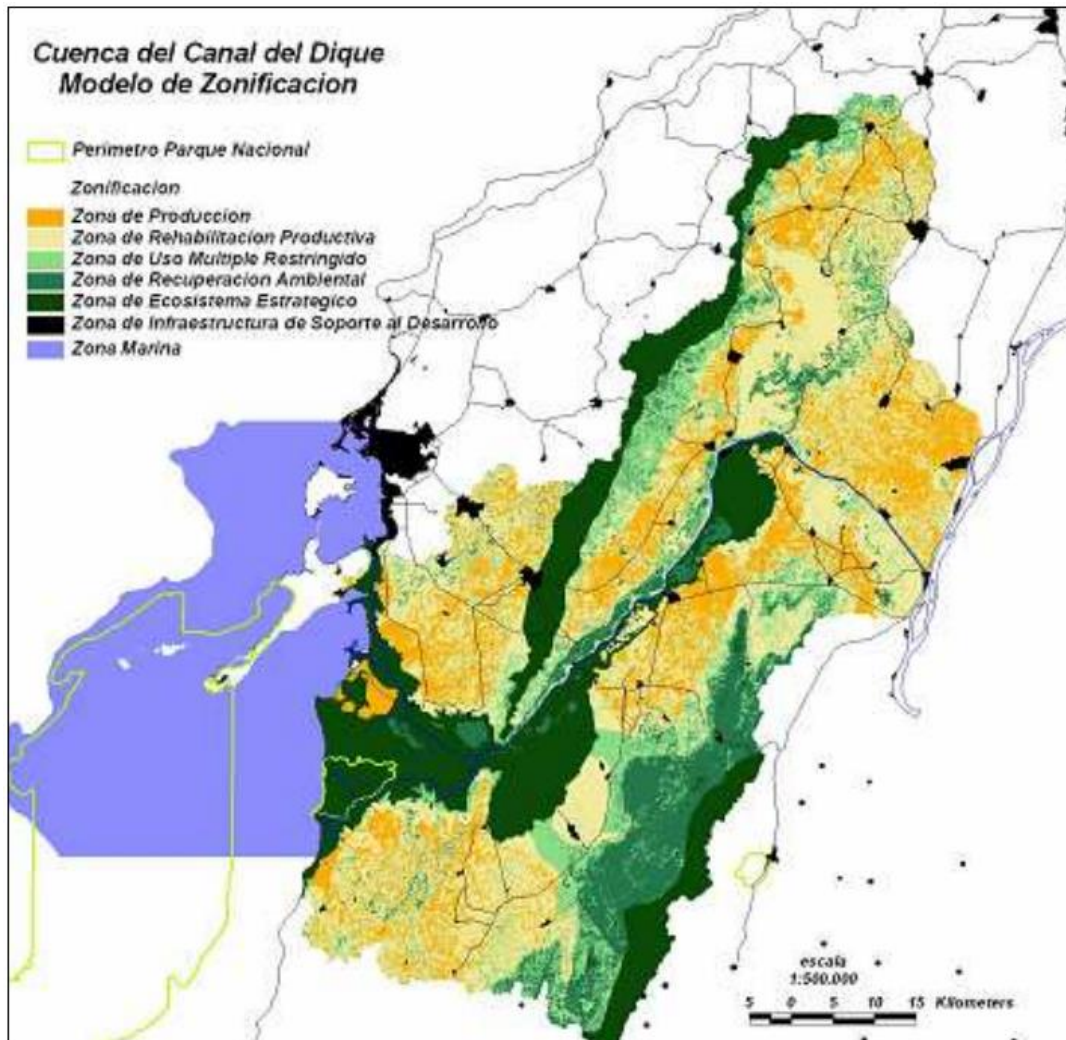 Cuenca del Canal del Dique
Modelo de Zonificacion
Perimetro Parque Nacional
Zonificacion
Zona de Produccion
Zona de Rehabilitacion Productiva
Zona de Uso Multiple Restringido
Zona de Recuperacion Ambiental
Zona de Ecosistema Estrategico
Zona de Infraestructura de Soporte al Desarrollo
Zona Marina
escala
1:500.000
5 0 5 10 15 Kilometers